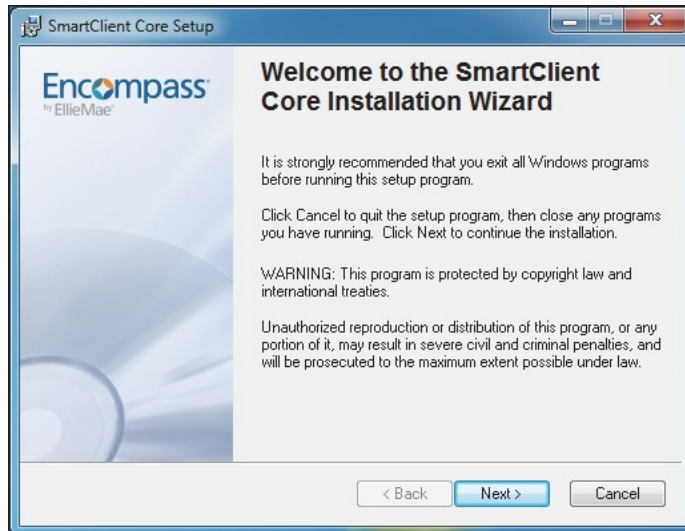 SmartClient Core Setup
Encompass
by EllieMae
Welcome to the SmartClient
Core Installation Wizard
It is strongly recommended that you exit all Windows programs
before running this setup program.
Click Cancel to quit the setup program, then close any programs
you have running.  Click Next to continue the installation.
WARNING: This program is protected by copyright law and
international treaties.
Unauthorized reproduction or distribution of this program, or any
portion of it, may result in severe civil and criminal penalties, and
will be prosecuted to the maximum extent possible under law.
< Back
Next >
Cancel